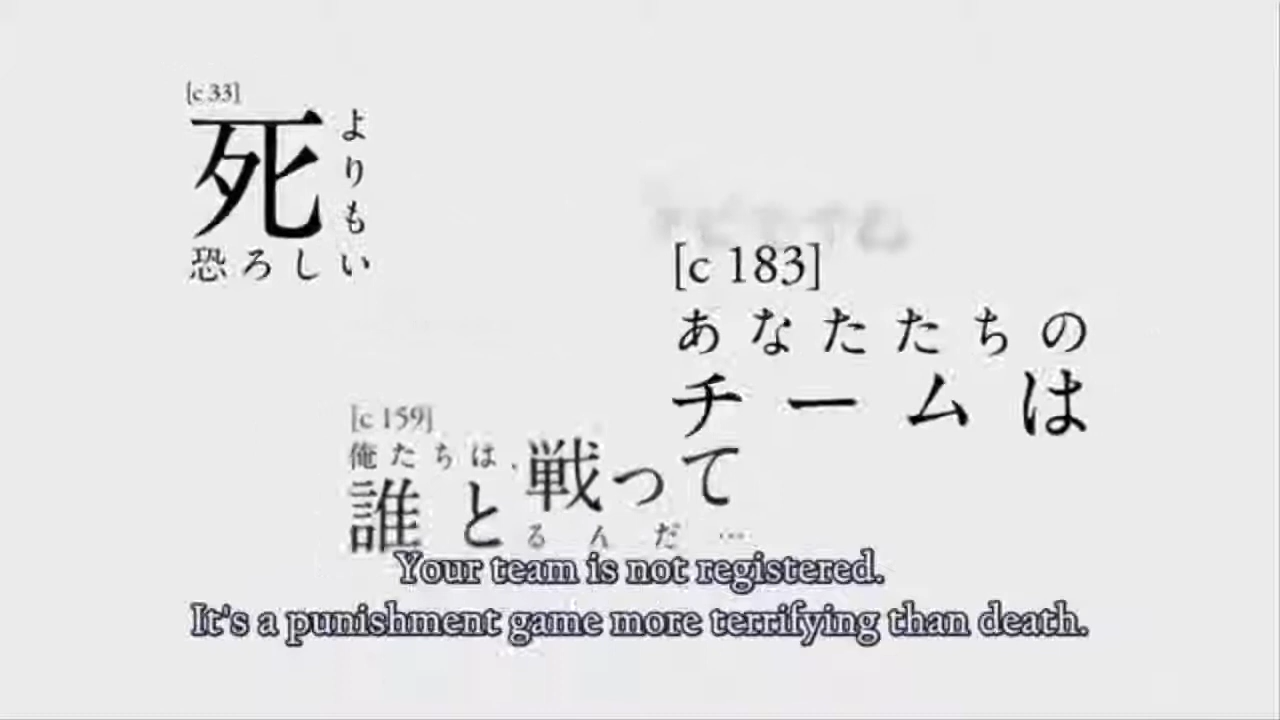 [c 33]
死よりも
恐ろしい
[c 183]
あなたたちの
チームは
[c 159]
俺たちは、
誰と戦って
るんだ…
Your team is not registered.
It's a punishment game more terrifying than death.